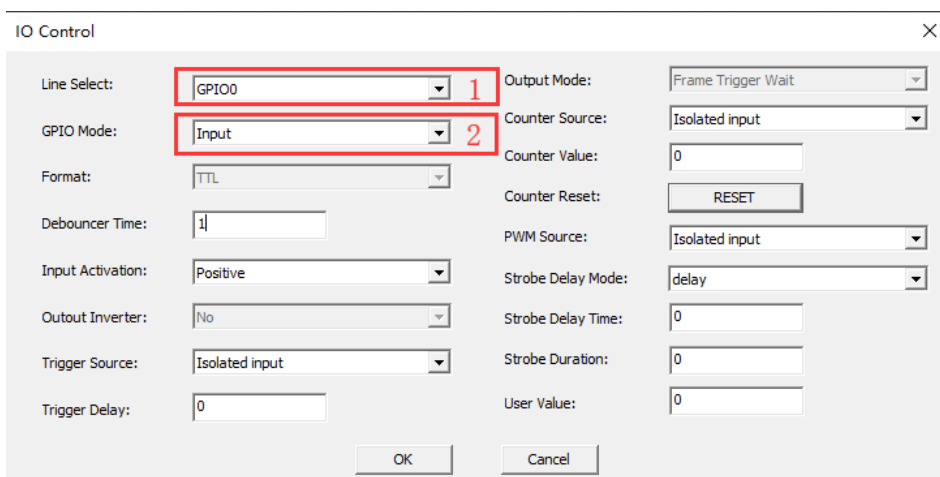 IO Control
Line Select:
GPIO0
1
GPIO Mode:
Input
2
Format:
TTL
Debouncer Time:
1
Input Activation:
Positive
Outout Inverter:
No
Trigger Source:
Isolated input
Trigger Delay:
0
Output Mode:
Frame Trigger Wait
Counter Source:
Isolated input
Counter Value:
0
Counter Reset:
RESET
PWM Source:
Isolated input
Strobe Delay Mode:
delay
Strobe Delay Time:
0
Strobe Duration:
0
User Value:
0
OK
Cancel